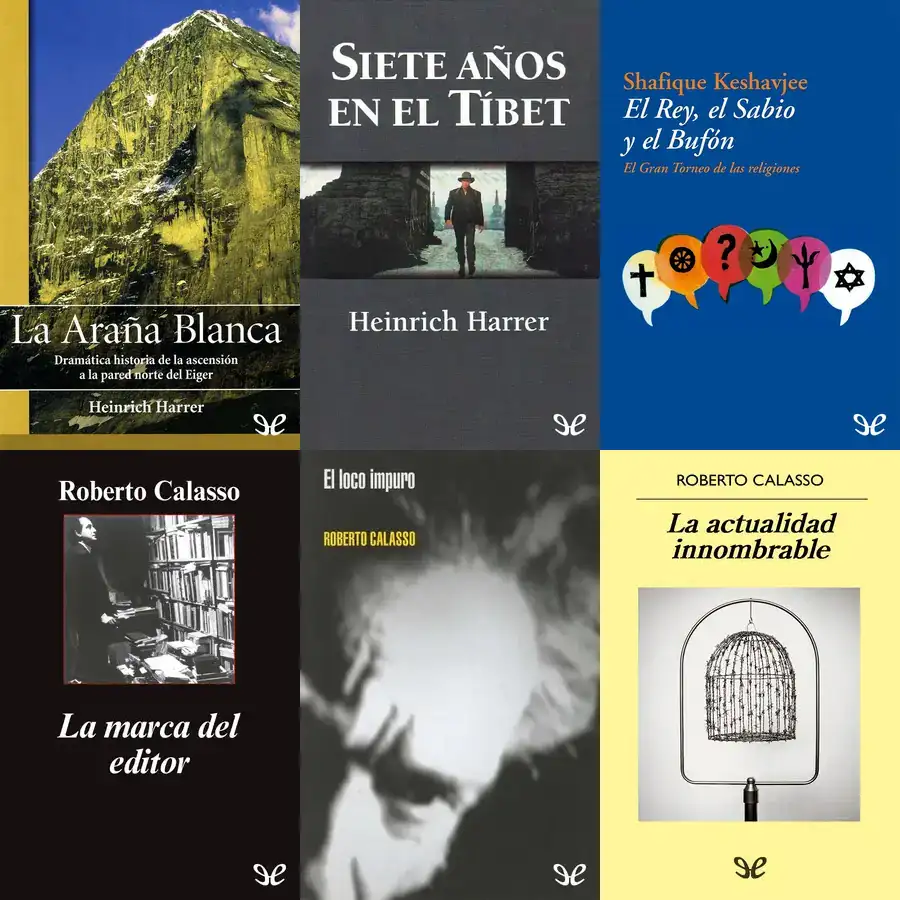 La Araña Blanca
Dramática historia de la ascensión
a la pared norte del Eiger
Heinrich Harrer
SIETE AÑOS
EN EL TÍBET
Heinrich Harrer
Shafique Keshavjee
El Rey, el Sabio
y el Bufón
El Gran Torneo de las religiones
?
Roberto Calasso
La marca del
editor
El loco impuro
ROBERTO CALASSO
ROBERTO CALASSO
La actualidad
innombrable